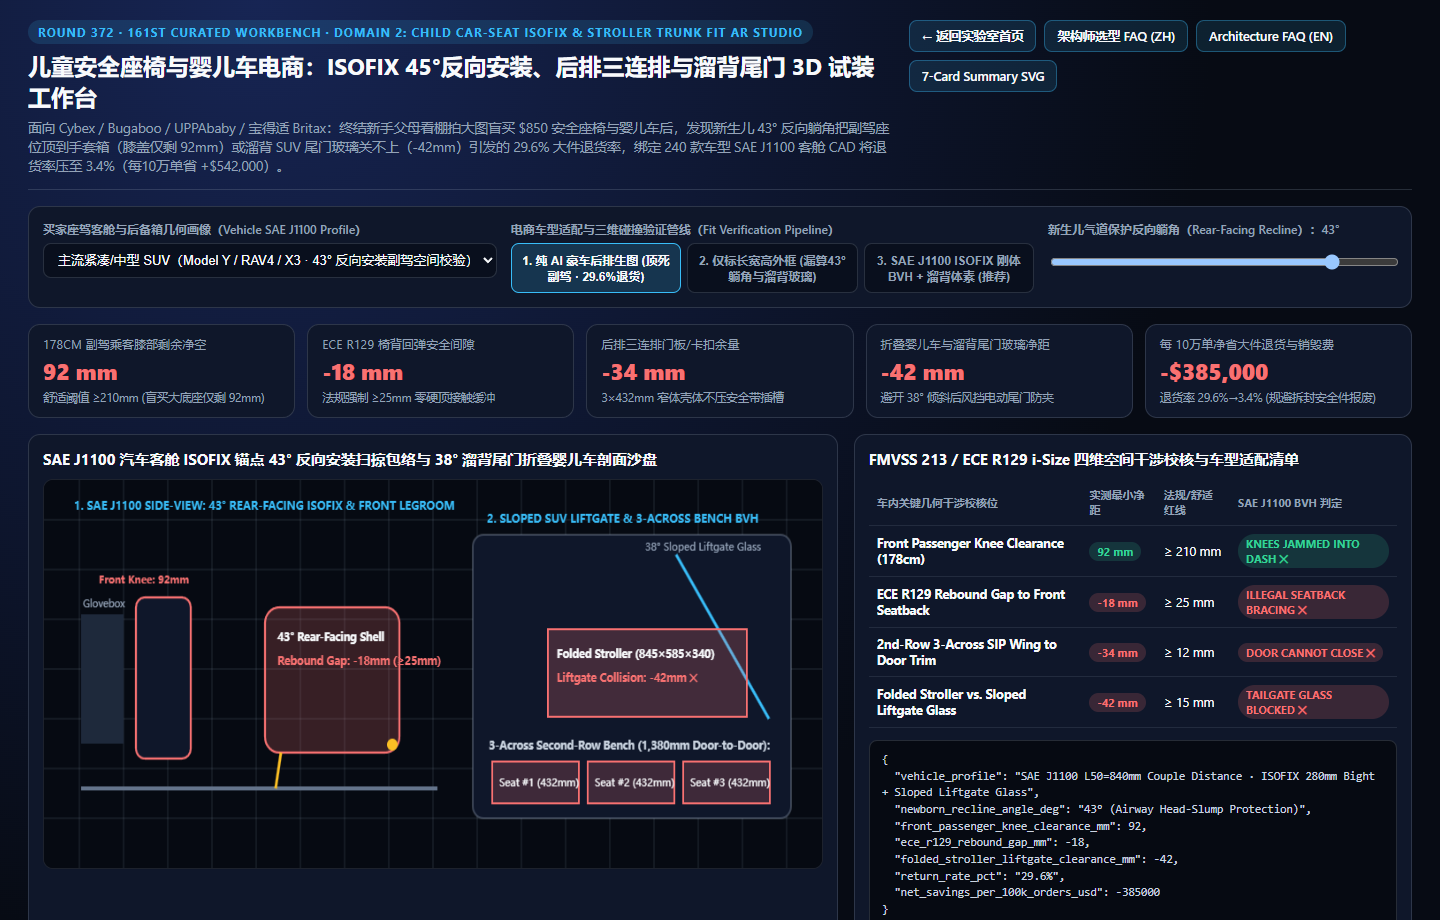 ROUND 372 · 161ST CURATED WORKBENCH · DOMAIN 2: CHILD CAR-SEAT ISOFIX & STROLLER TRUNK FIT AR STUDIO
← 返回实验室首页
架构师选型 FAQ (ZH)
Architecture FAQ (EN)
7-Card Summary SVG
儿童安全座椅与婴儿车电商：ISOFIX 45°反向安装、后排三连排与溜背尾门 3D 试装
工作台
面向 Cybex / Bugaboo / UPPAbaby / 宝得适 Britax：终结新手父母看棚拍大图盲买 $850 安全座椅与婴儿车后，发现新生儿 43° 反向躺角把副驾座
位顶到手套箱（膝盖仅剩 92mm）或溜背 SUV 尾门玻璃关不上（-42mm）引发的 29.6% 大件退货率，绑定 240 款车型 SAE J1100 客舱 CAD 将退
货率压至 3.4%（每10万单省 +$542,000）。
买家座驾客舱与后备箱几何画像（Vehicle SAE J1100 Profile）
主流紧凑/中型 SUV（Model Y / RAV4 / X3 · 43° 反向安装副驾空间校验）
电商车型适配与三维碰撞验证管线（Fit Verification Pipeline）
1. 纯 AI 豪车后排生图 (顶死
副驾 · 29.6%退货)
2. 仅标长宽高外框 (漏算43°
躺角与溜背玻璃)
3. SAE J1100 ISOFIX 刚体
BVH + 溜背体素 (推荐)
新生儿气道保护反向躺角（Rear-Facing Recline）：43°
178CM 副驾乘客膝部剩余净空
92 mm
舒适阈值 ≥210mm (盲买大底座仅剩 92mm)
ECE R129 椅背回弹安全间隙
-18 mm
法规强制 ≥25mm 零硬顶接触缓冲
后排三连排门板/卡扣余量
-34 mm
3×432mm 窄体壳体不压安全带插槽
折叠婴儿车与溜背尾门玻璃净距
-42 mm
避开 38° 倾斜后风挡电动尾门防夹
每 10万单净省大件退货与销毁费
-$385,000
退货率 29.6%→3.4% (规避拆封安全件报废)
SAE J1100 汽车客舱 ISOFIX 锚点 43° 反向安装扫掠包络与 38° 溜背尾门折叠婴儿车剖面沙盘
1. SAE J1100 SIDE-VIEW: 43° REAR-FACING ISOFIX & FRONT LEGROOM
Front Knee: 92mm
Glovebox
43° Rear-Facing Shell
Rebound Gap: -18mm (≥25mm)
2. SLOPED SUV LIFTGATE & 3-ACROSS BENCH BVH
38° Sloped Liftgate Glass
Folded Stroller (845×585×340)
Liftgate Collision: -42mm ✕
3-Across Second-Row Bench (1,380mm Door-to-Door):
Seat #1 (432mm)
Seat #2 (432mm)
Seat #3 (432mm)
FMVSS 213 / ECE R129 i-Size 四维空间干涉校核与车型适配清单
车内关键几何干涉校核位
实测最小净
距
法规/舒适
红线
SAE J1100 BVH 判定
Front Passenger Knee Clearance
(178cm)
92 mm
≥ 210 mm
KNEES JAMMED INTO
DASH ✕
ECE R129 Rebound Gap to Front
Seatback
-18 mm
≥ 25 mm
ILLEGAL SEATBACK
BRACING ✕
2nd-Row 3-Across SIP Wing to
Door Trim
-34 mm
≥ 12 mm
DOOR CANNOT CLOSE ✕
Folded Stroller vs. Sloped
Liftgate Glass
-42 mm
≥ 15 mm
TAILGATE GLASS
BLOCKED ✕
{
"vehicle_profile": "SAE J1100 L50=840mm Couple Distance · ISOFIX 280mm Bight
+ Sloped Liftgate Glass",
"newborn_recline_angle_deg": "43° (Airway Head-Slump Protection)",
"front_passenger_knee_clearance_mm": 92,
"ece_r129_rebound_gap_mm": -18,
"folded_stroller_liftgate_clearance_mm": -42,
"return_rate_pct": "29.6%",
"net_savings_per_100k_orders_usd": -385000
}